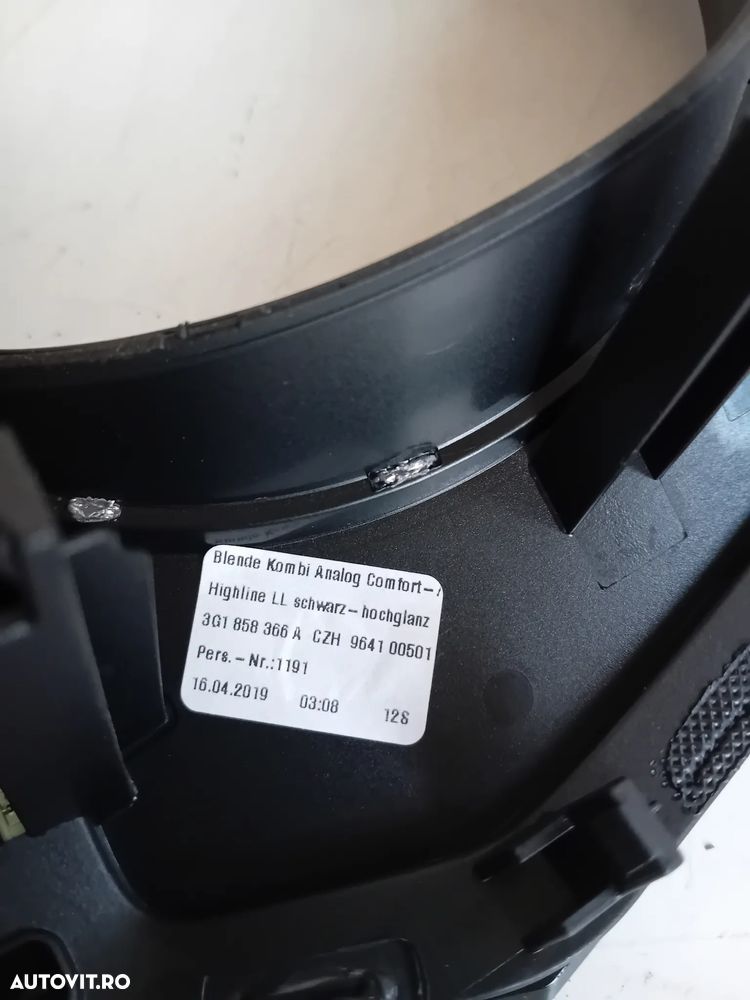 Blende Kombi Analog Comfort-/
Highline LL schwarz-hochglanz
3G1 858 366 A CZH 9641 00501
Pers.-Nr.:1191
16.04.2019 03:08 12S
AUTOVIT.RO